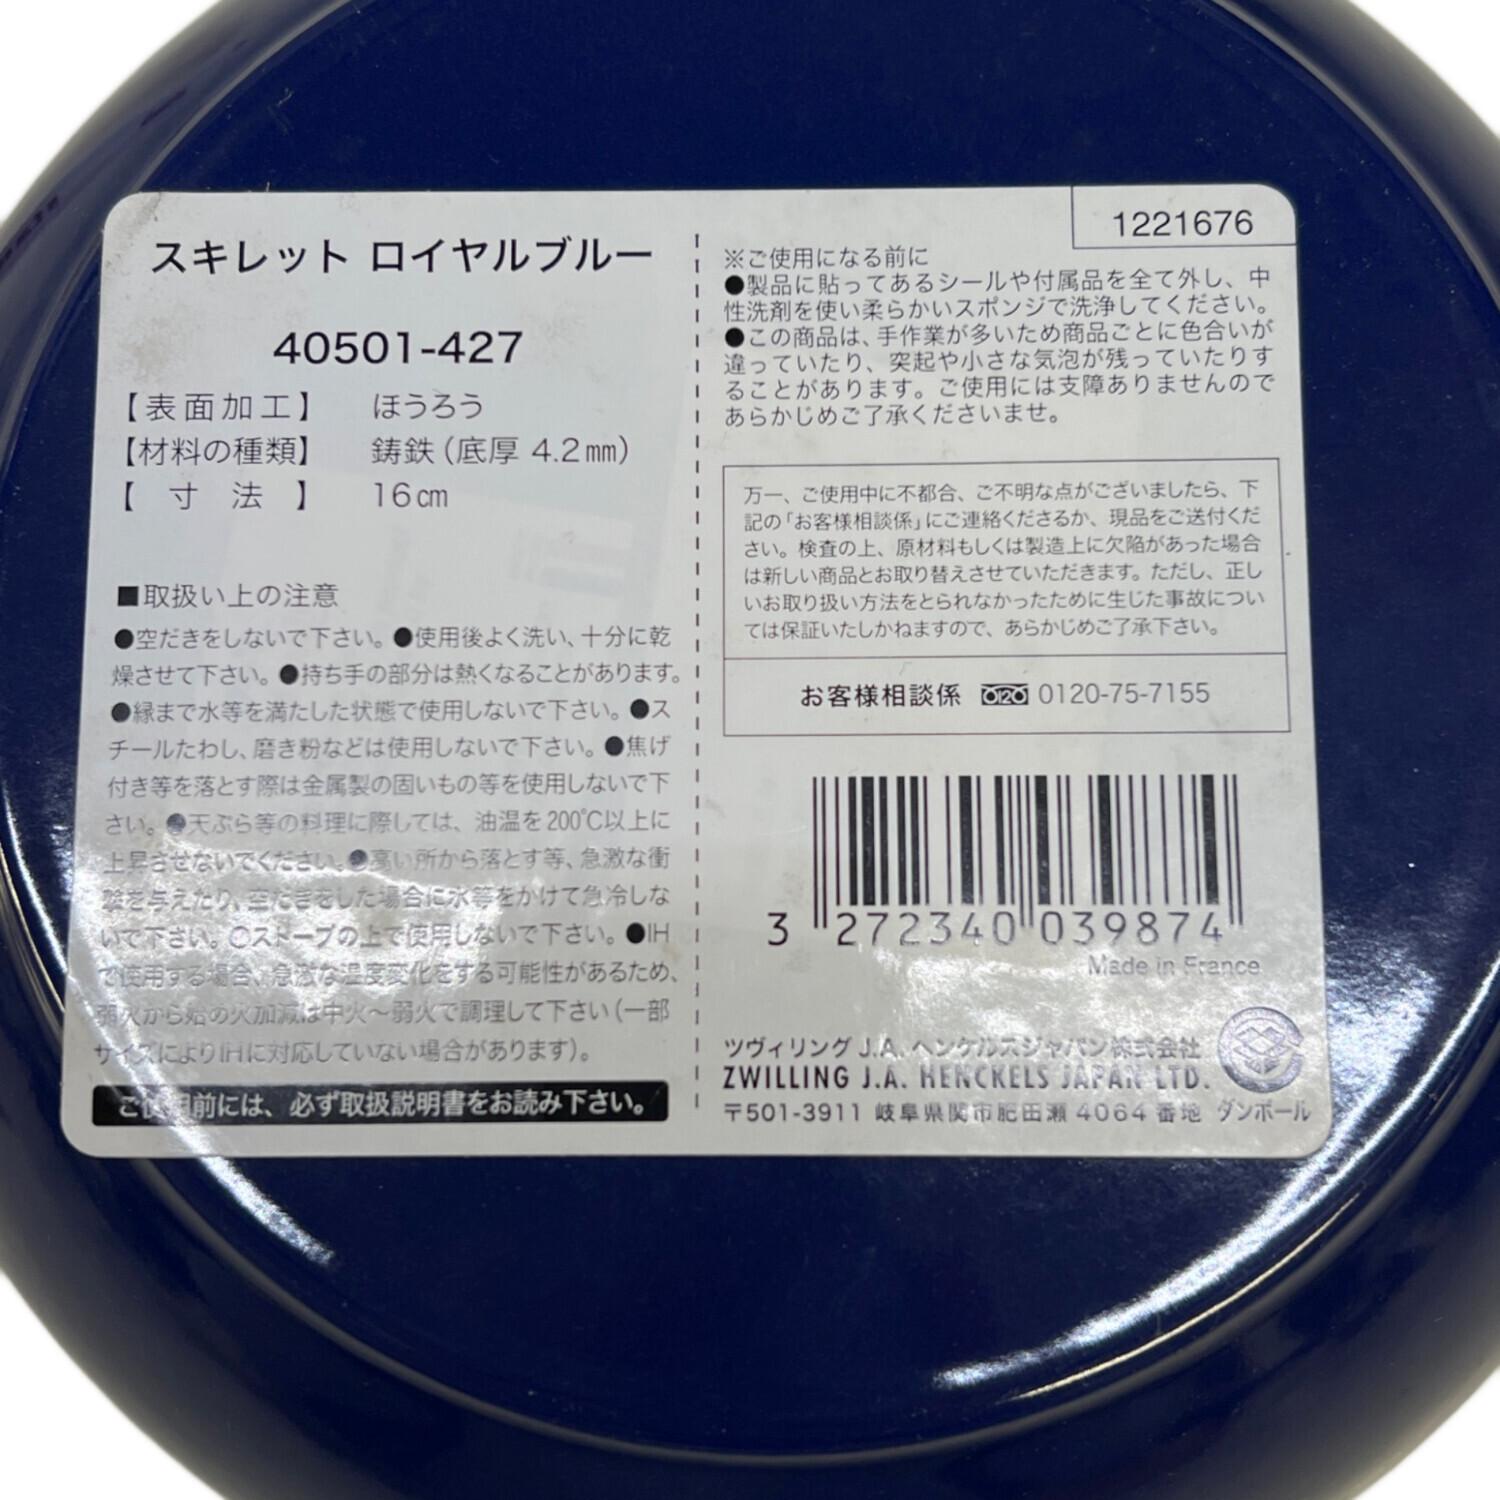 スキレット ロイヤルブルー
40501-427
【表面加工】 ほうろう
【材料の種類】 鋳鉄（底厚 4.2㎜）
【 寸 法 】 16㎝
■取扱い上の注意
●空だきをしないで下さい。●使用後よく洗い、十分に乾
燥させて下さい。●持ち手の部分は熱くなることがあります。
●縁まで水等を満たした状態で使用しないで下さい。●ス
チールたわし、磨き粉などは使用しないで下さい。●焦げ
付き等を落とす際は金属製の固いもの等を使用しないで下
さい。●天ぷら等の料理に際しては、油温を200℃以上に
上昇させないでください。●高い所から落とす等、急激な衝
撃を与えたり、空だきをした場合に水等をかけて急冷しな
いで下さい。●ストーブの上で使用しないで下さい。●IH
で使用する場合、急激な温度変化をする可能性があるため、
弱火から始め火加減は中火～弱火で調理して下さい（一部
サイズによりIHに対応していない場合があります）。
ご使用前には、必ず取扱説明書をお読み下さい。
1221676
※ご使用になる前に
●製品に貼ってあるシールや付属品を全て外し、中
性洗剤を使い柔らかいスポンジで洗浄してください。
●この商品は、手作業が多いため商品ごとに色合いが
違っていたり、突起や小さな気泡が残っていたりす
ることがあります。ご使用には支障ありませんので
あらかじめご了承くださいませ。
万一、ご使用中に不都合、ご不明な点がございましたら、下
記の「お客様相談係」にご連絡くださるか、現品をご送付くだ
さい。検査の上、原材料もしくは製造上に欠陥があった場合
は新しい商品とお取り替えさせていただきます。ただし、正し
いお取り扱い方法をとられなかったために生じた事故につい
ては保証いたしかねますので、あらかじめご了承下さい。
お客様相談係 0120 0120-75-7155
3 272340 039874
Made in France
ツヴィリング J.A. ヘンケルスジャパン株式会社
ZWILLING J.A. HENCKELS JAPAN LTD.
〒501-3911 岐阜県関市肥田瀬 4064 番地 ダンボール